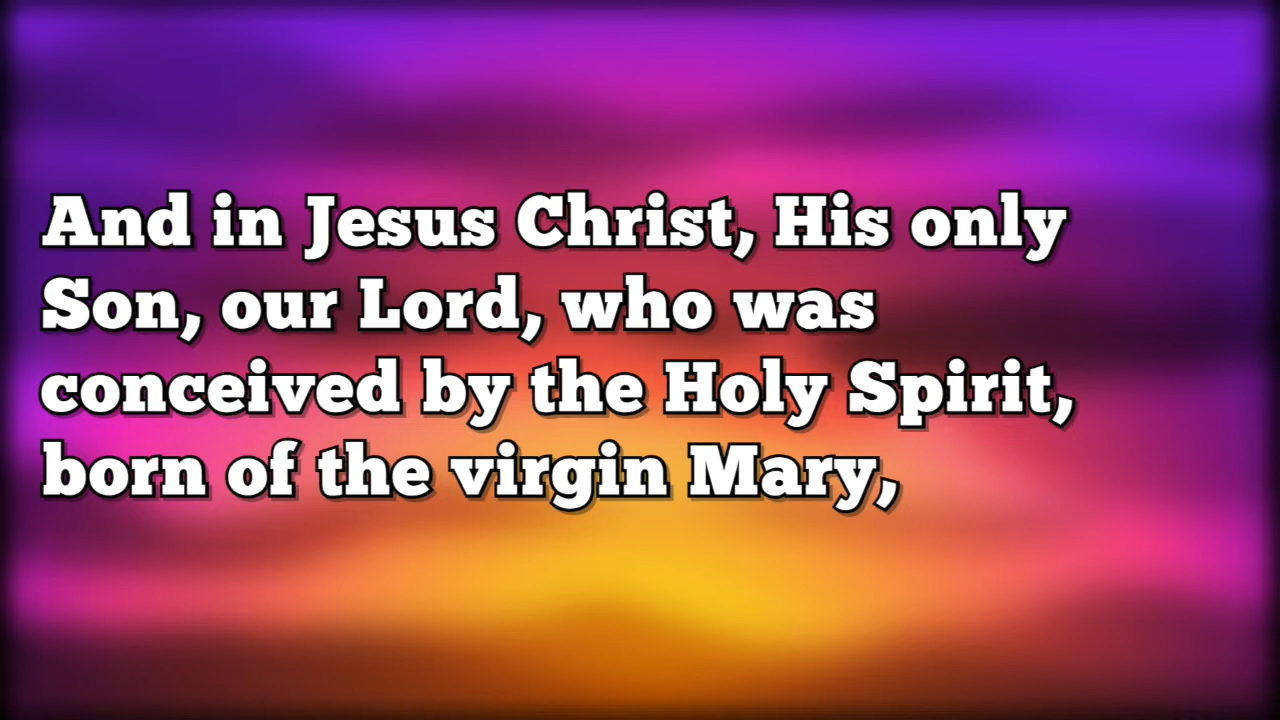 And in Jesus Christ, His only
Son, our Lord, who was
conceived by the Holy Spirit,
born of the virgin Mary,